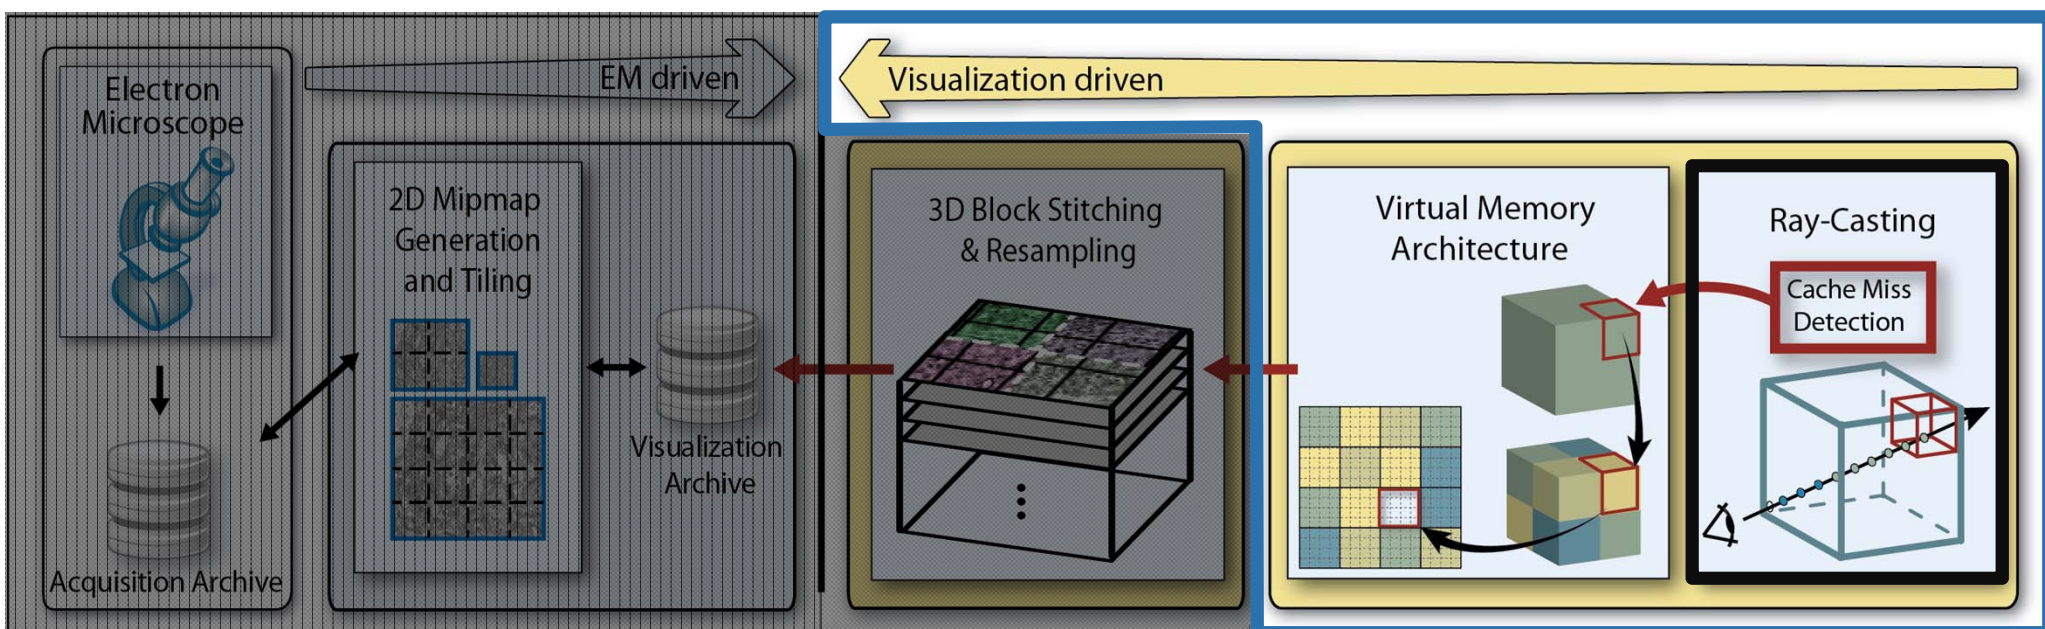 Electron
Microscope
EM driven
Visualization driven
2D Mipmap
Generation
and Tiling
3D Block Stitching
& Resampling
Virtual Memory
Architecture
Ray-Casting
Cache Miss
Detection
Visualization
Archive
Acquisition Archive